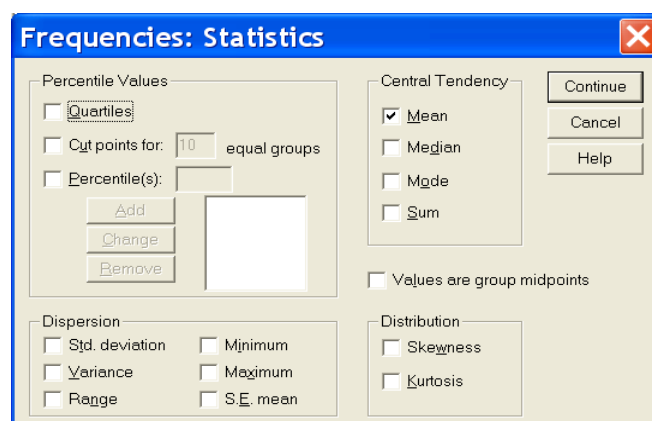 Frequencies: Statistics
Percentile Values
Quartiles
Cut points for: 10 equal groups
Percentile(s):
Add
Change
Remove
Central Tendency
Mean
Median
Mode
Sum
Continue
Cancel
Help
Values are group midpoints
Dispersion
Std. deviation Minimum
Variance Maximum
Range S.E. mean
Distribution
Skewness
Kurtosis